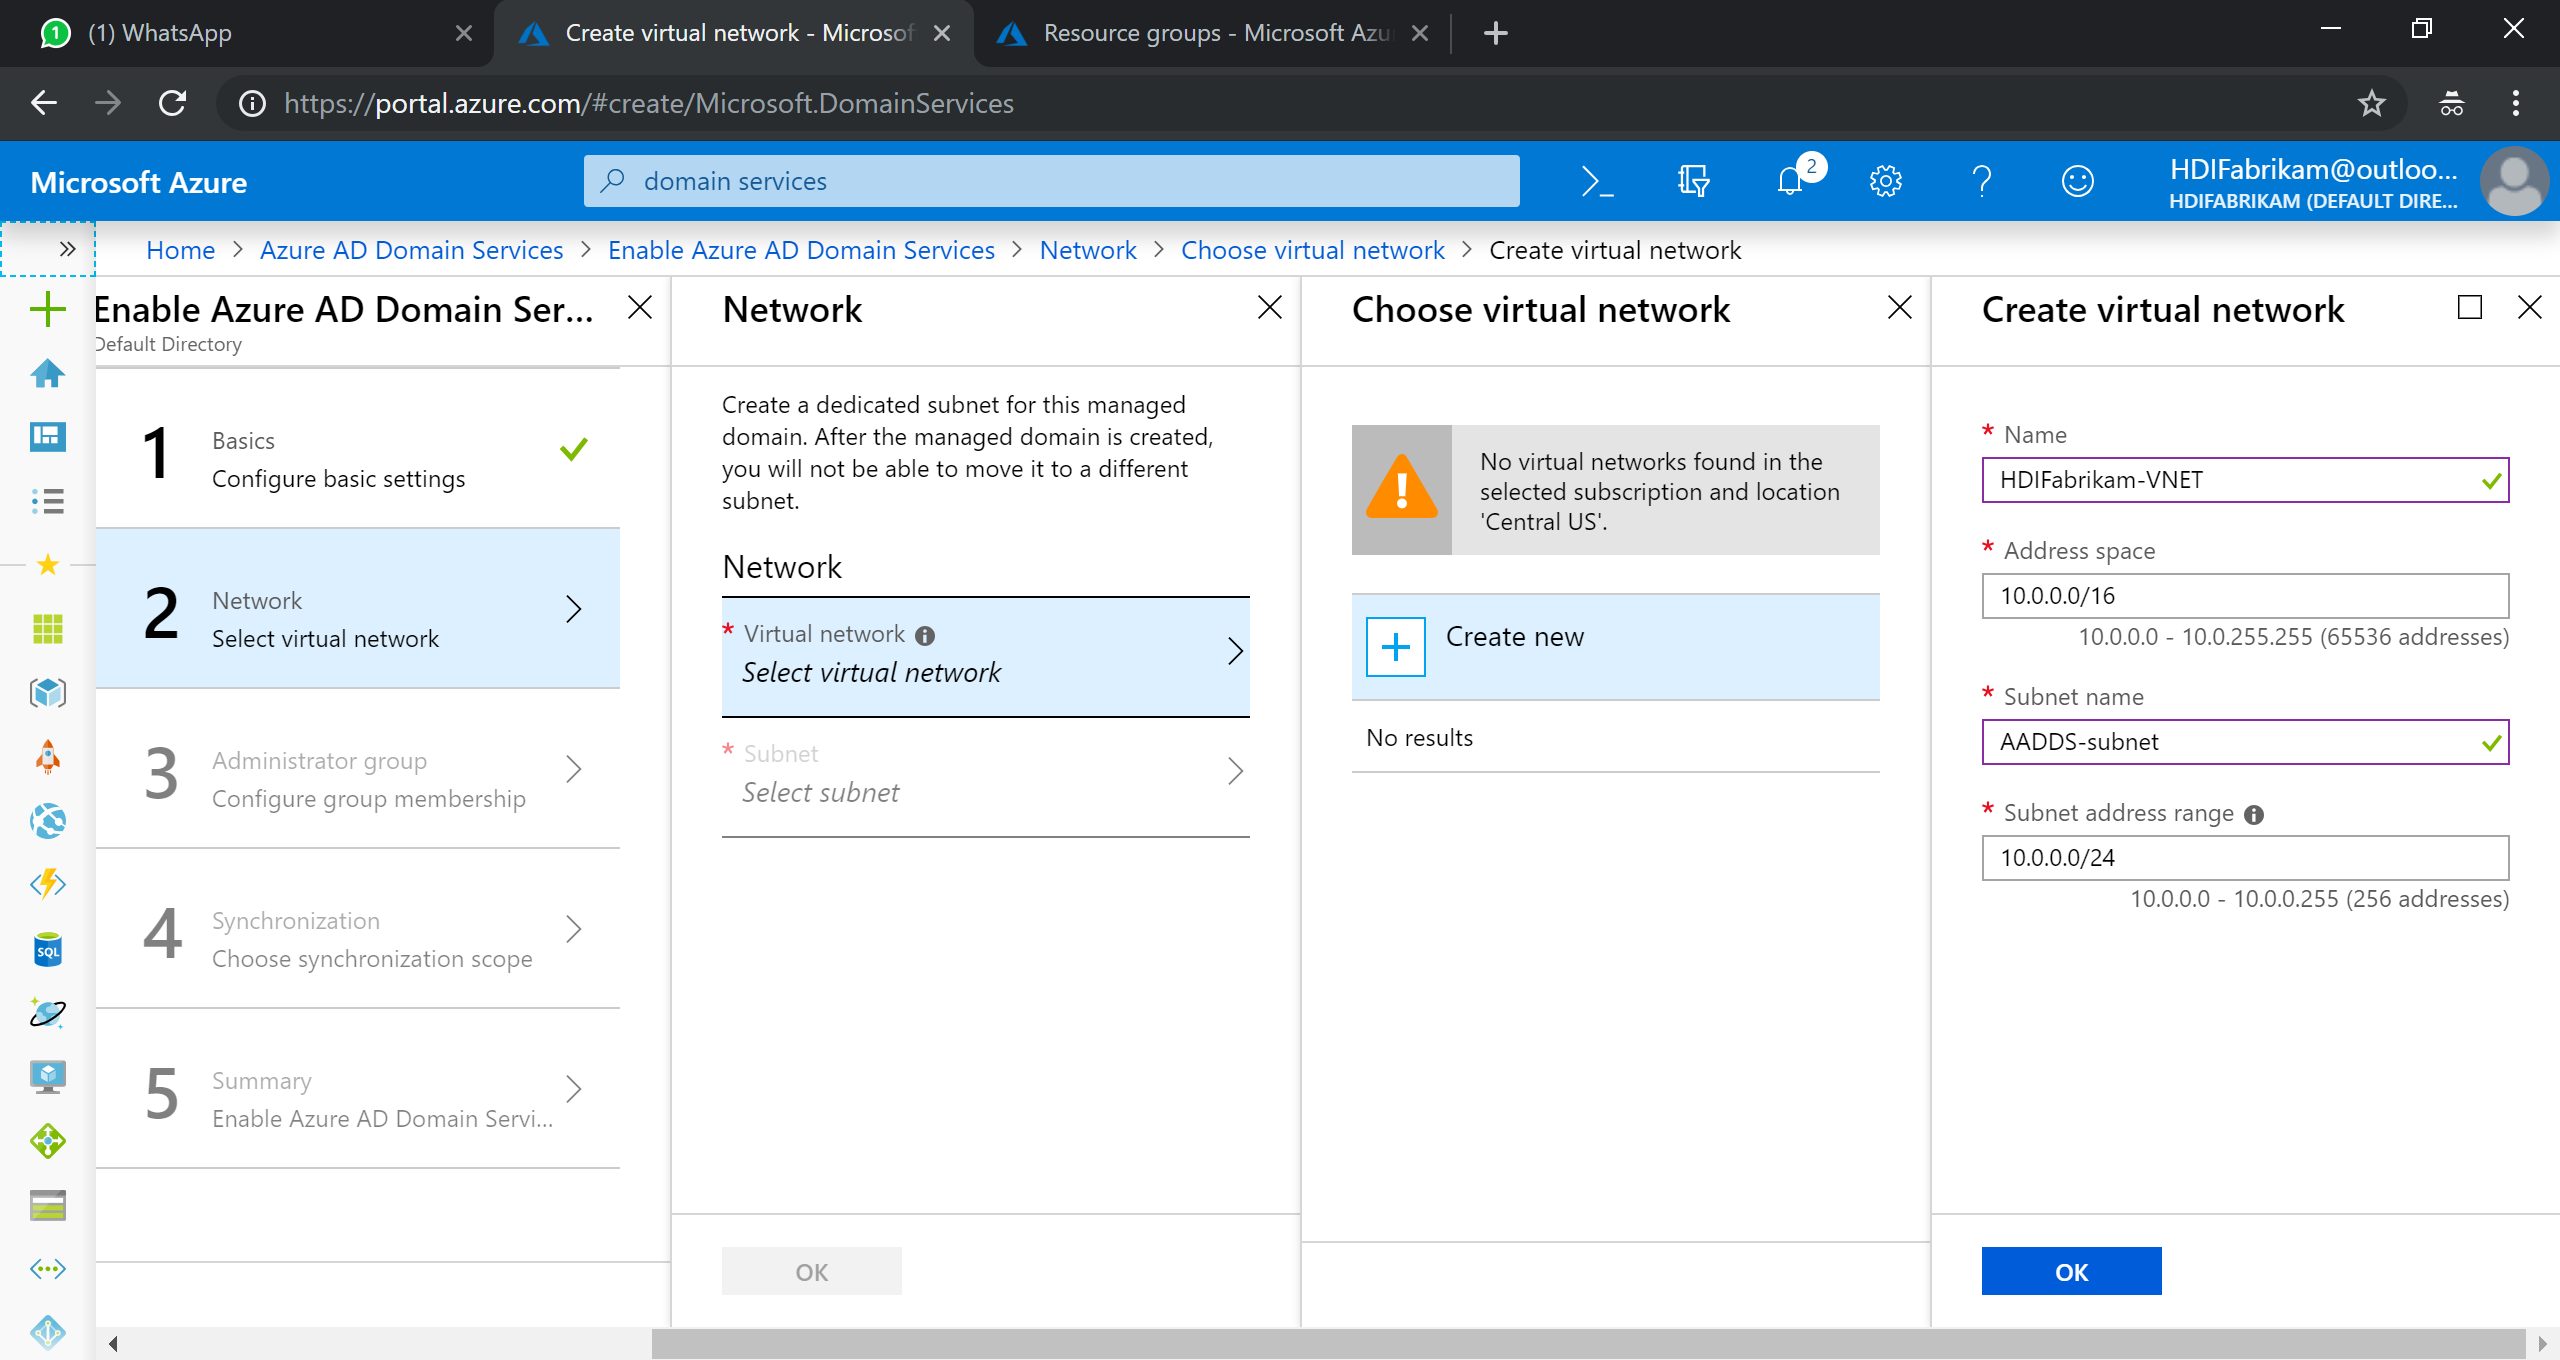 (1) WhatsApp
Create virtual network - Microsof
Resource groups - Microsoft Azu
https://portal.azure.com/#create/Microsoft.DomainServices
Microsoft Azure
domain services
2
HDIFabrikam@outloo...
HDIFABRIKAM (DEFAULT DIRE...
Home > Azure AD Domain Services > Enable Azure AD Domain Services > Network > Choose virtual network > Create virtual network
Enable Azure AD Domain Ser...
Default Directory
1
Basics
Configure basic settings
2
Network
Select virtual network
3
Administrator group
Configure group membership
4
Synchronization
Choose synchronization scope
5
Summary
Enable Azure AD Domain Servi...
SQL
Network
Create a dedicated subnet for this managed
domain. After the managed domain is created,
you will not be able to move it to a different
subnet.
Network
* Virtual network
Select virtual network
* Subnet
Select subnet
OK
Choose virtual network
No virtual networks found in the
selected subscription and location
'Central US'.
Create new
No results
Create virtual network
* Name
HDIFabrikam-VNET
* Address space
10.0.0.0/16
10.0.0.0 - 10.0.255.255 (65536 addresses)
* Subnet name
AADDS-subnet
* Subnet address range
10.0.0.0/24
10.0.0.0 - 10.0.0.255 (256 addresses)
OK